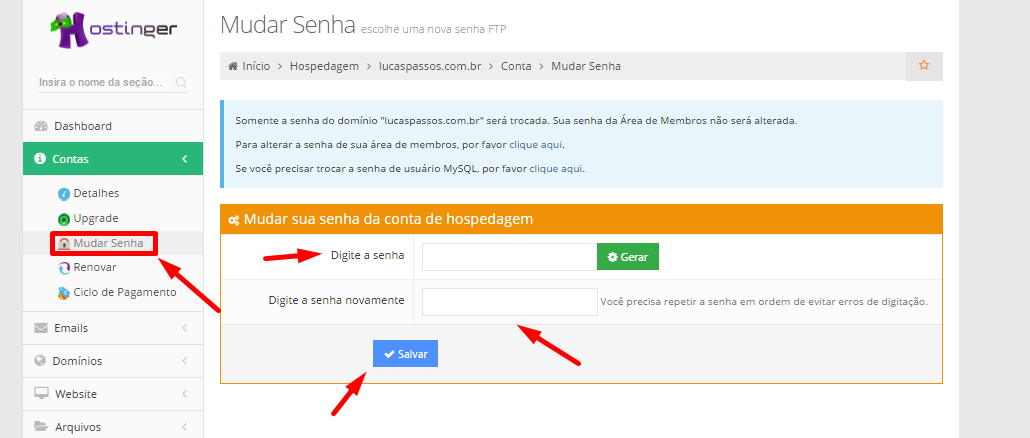 Hostinger
Insira o nome da seção...
Dashboard
Contas
Detalhes
Upgrade
Mudar Senha
Renovar
Ciclo de Pagamento
Emails
Domínios
Website
Arquivos
Mudar Senha escolhe uma nova senha FTP
Início > Hospedagem > lucaspassos.com.br > Conta > Mudar Senha
Somente a senha do domínio "lucaspassos.com.br" será trocada. Sua senha da Área de Membros não será alterada.
Para alterar a senha de sua área de membros, por favor clique aqui.
Se você precisar trocar a senha de usuário MySQL, por favor clique aqui.
Mudar sua senha da conta de hospedagem
Digite a senha Gerar
Digite a senha novamente Você precisa repetir a senha em ordem de evitar erros de digitação.
Salvar